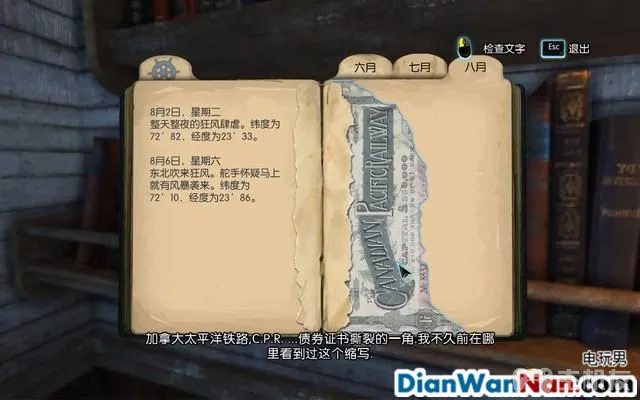 检查文字
Esc 退出
六月 七月 八月
8月2日，星期二
整天整夜的狂风肆虐。纬度为
72' 82，经度为23' 33。
8月6日，星期六
东北吹来狂风。舵手怀疑马上
就有风暴袭来。纬度为
72' 10，经度为23' 86。
CANADIAN PACIFIC RAILWAY
CAPITAL
加拿大太平洋铁路,C.P.R. ...债券证书撕裂的一角,我不久前在哪
里看到过这个缩写.
电玩男
DianWanNan.com